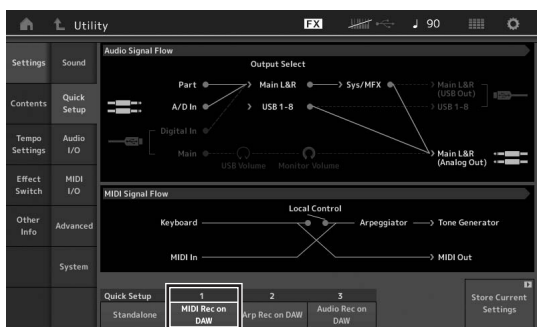 Utility
FX
90
Settings
Sound
Contents
Quick Setup
Tempo Settings
Audio I/O
Effect Switch
MIDI I/O
Other Info
Advanced
System
Audio Signal Flow
Output Select
Part
Main L&R
Sys/MFX
Main L&R (USB Out)
A/D In
USB 1-8
USB 1-8
Digital In
Main
USB Volume
Monitor Volume
Main L&R (Analog Out)
MIDI Signal Flow
Local Control
Keyboard
Arpeggiator
Tone Generator
MIDI In
MIDI Out
Quick Setup
1
2
3
Standalone
MIDI Rec on DAW
Arp Rec on DAW
Audio Rec on DAW
Store Current Settings